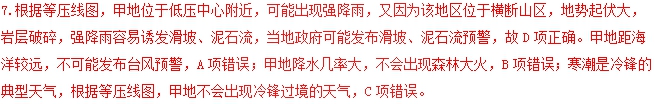 7.根据等压线图，甲地位于低压中心附近，可能出现强降雨，又因为该地区位于横断山区，地势起伏大，
岩层破碎，强降雨容易诱发滑坡、泥石流，当地政府可能发布滑坡、泥石流预警，故 D 项正确。甲地距海
洋较远，不可能发布台风预警，A 项错误；甲地降水几率大，不会出现森林大火，B 项错误；寒潮是冷锋的
典型天气，根据等压线图，甲地不会出现冷锋过境的天气，C 项错误。